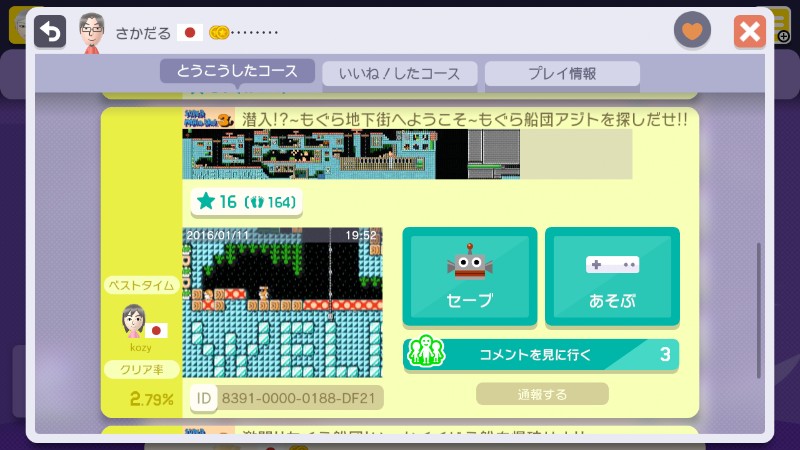 さかだる ········
とうこうしたコース いいね！したコース プレイ情報
潜入!?~もぐら地下街へようこそ~もぐら船団アジトを探しだせ!!
16 (164)
2016/01/11 19:52
WEL
ベストタイム
kozy
クリア率
2.79%
セーブ
あそぶ
コメントを見に行く 3
ID 8391-0000-0188-DF21
通報する